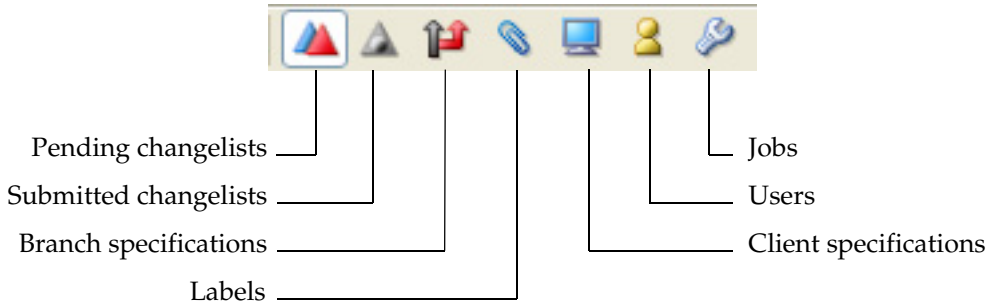 Pending changelists
Submitted changelists
Branch specifications
Labels
Jobs
Users
Client specifications